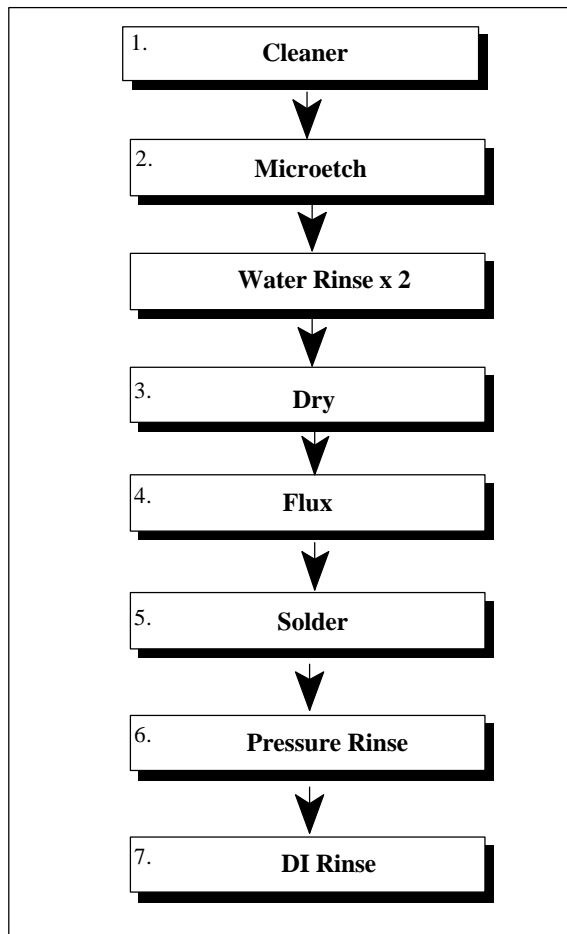 1. Cleaner
2. Microetch
Water Rinse x 2
3. Dry
4. Flux
5. Solder
6. Pressure Rinse
7. DI Rinse